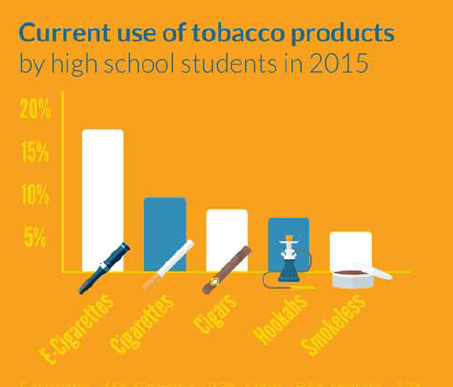 Current use of tobacco products
by high school students in 2015
20%
15%
10%
5%
E-Cigarettes
Cigarettes
Cigars
Hookahs
Smokeless